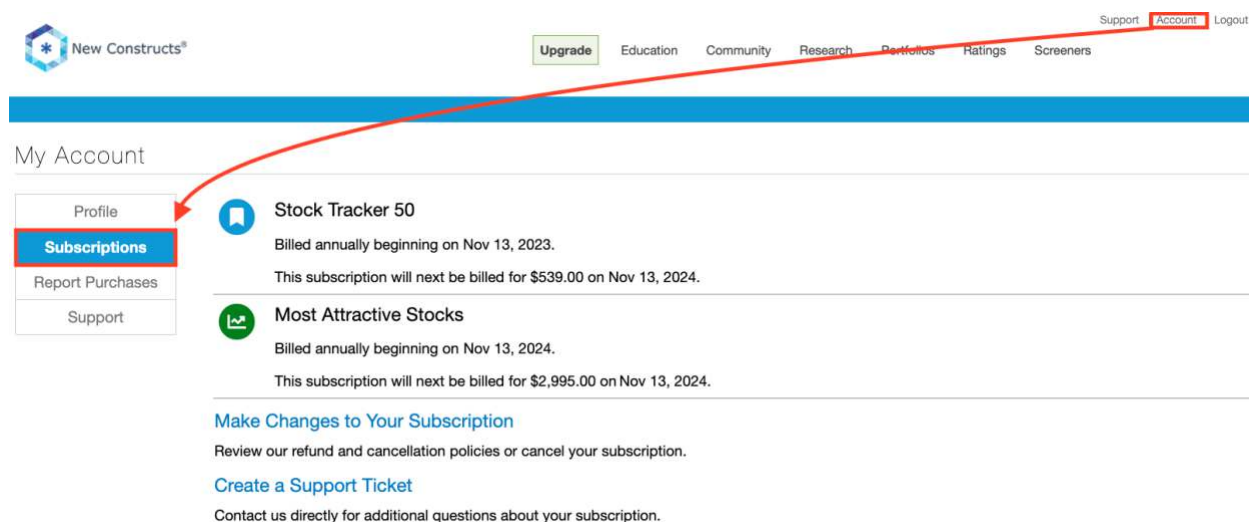 Support Account Logout
New Constructs®
Upgrade Education Community Research Portfolios Ratings Screeners
My Account
Profile
Subscriptions
Report Purchases
Support
Stock Tracker 50
Billed annually beginning on Nov 13, 2023.
This subscription will next be billed for $539.00 on Nov 13, 2024.
Most Attractive Stocks
Billed annually beginning on Nov 13, 2024.
This subscription will next be billed for $2,995.00 on Nov 13, 2024.
Make Changes to Your Subscription
Review our refund and cancellation policies or cancel your subscription.
Create a Support Ticket
Contact us directly for additional questions about your subscription.